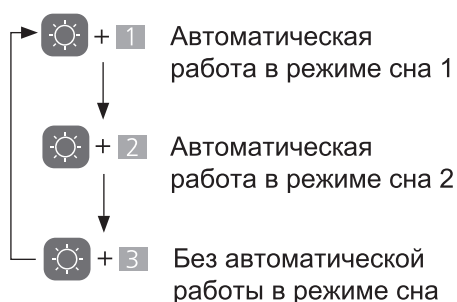 + 1 Автоматическая
работа в режиме сна 1
+ 2 Автоматическая
работа в режиме сна 2
+ 3 Без автоматической
работы в режиме сна